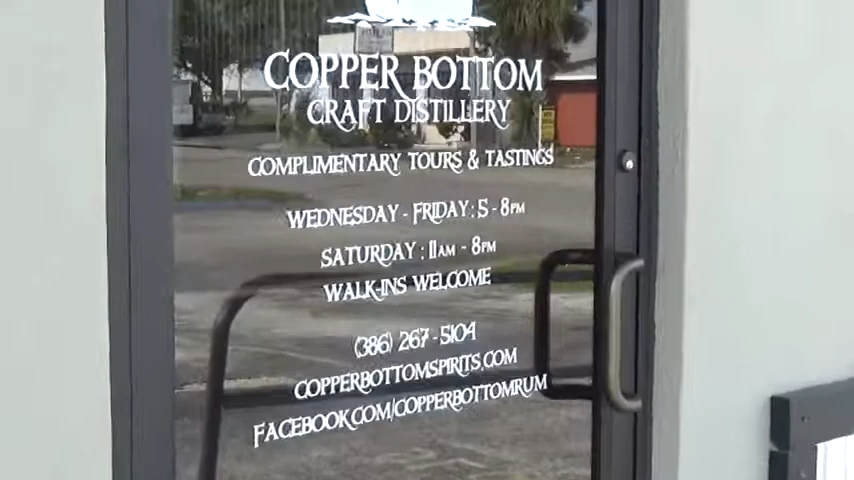 COPPER BOTTOM
CRAFT DISTILLERY
COMPLIMENTARY TOURS & TASTINGS
WEDNESDAY - FRIDAY : 5 - 8PM
SATURDAY : 11AM - 8PM
WALK-INS WELCOME
(386) 267-5104
COPPERBOTTOMSPIRITS.COM
FACEBOOK.COM/COPPERBOTTOMRUM